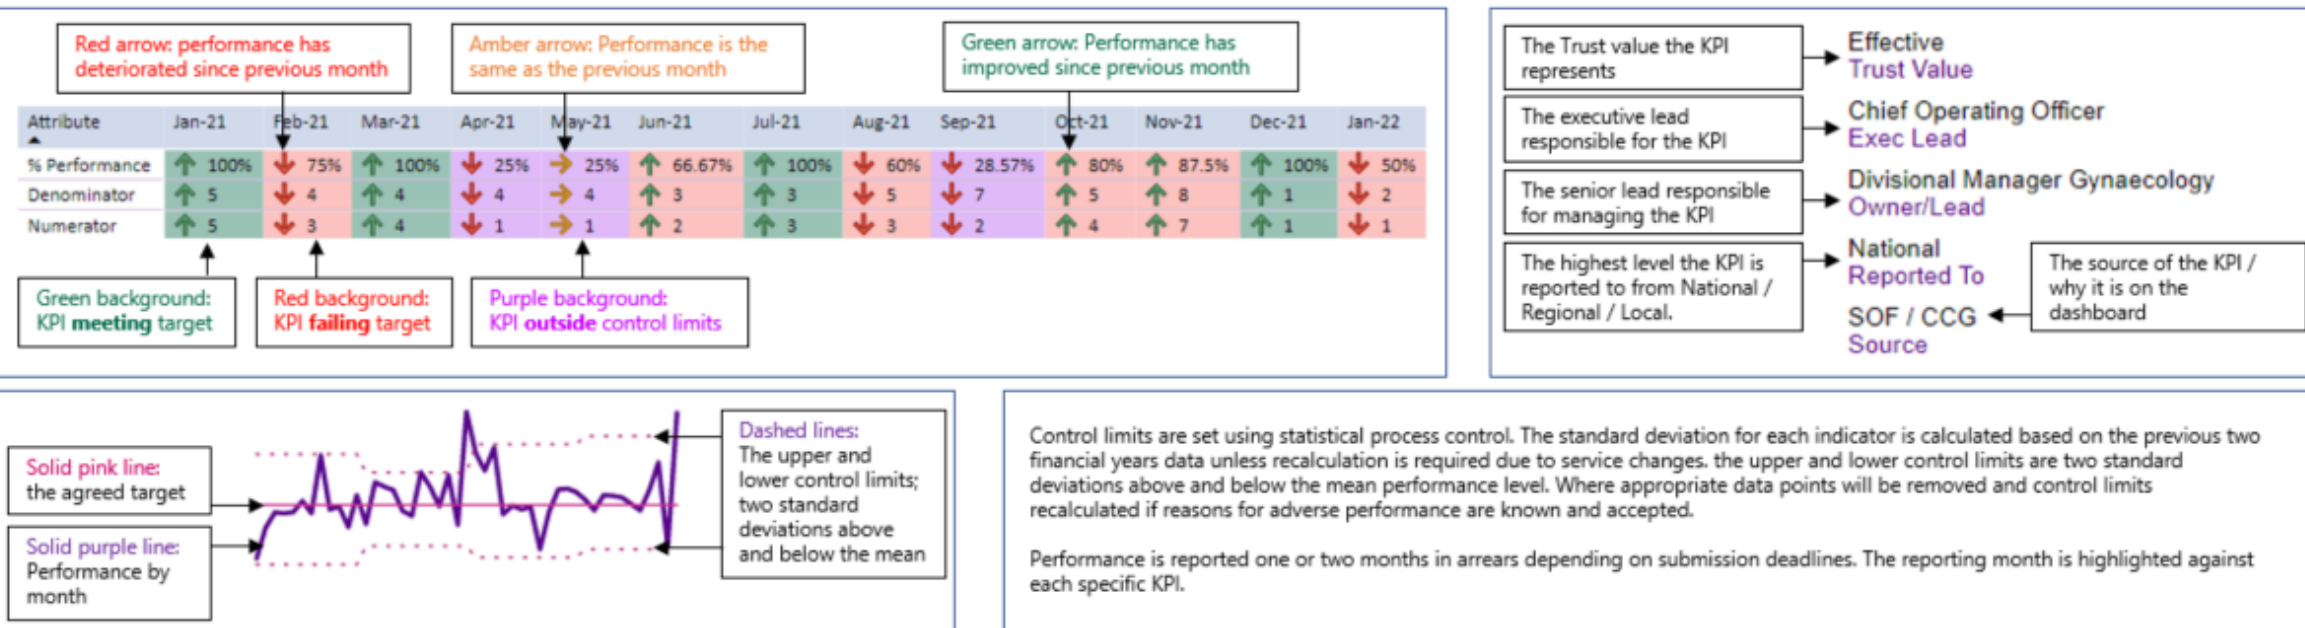 Red arrow: performance has
deteriorated since previous month
Amber arrow: Performance is the
same as the previous month
Green arrow: Performance has
improved since previous month
Attribute Jan-21 Feb-21 Mar-21 Apr-21 May-21 Jun-21 Jul-21 Aug-21 Sep-21 Oct-21 Nov-21 Dec-21 Jan-22
% Performance 100% 75% 100% 25% 25% 66.67% 100% 60% 28.57% 80% 87.5% 100% 50%
Denominator 5 4 4 4 4 3 3 5 7 5 8 1 2
Numerator 5 3 4 1 1 2 3 3 2 4 7 1 1
Green background:
KPI meeting target
Red background:
KPI failing target
Purple background:
KPI outside control limits
The Trust value the KPI
represents
Effective
Trust Value
The executive lead
responsible for the KPI
Chief Operating Officer
Exec Lead
The senior lead responsible
for managing the KPI
Divisional Manager Gynaecology
Owner/Lead
The highest level the KPI is
reported to from National /
Regional / Local.
National
Reported To
SOF / CCG
Source
The source of the KPI /
why it is on the
dashboard
Solid pink line:
the agreed target
Solid purple line:
Performance by
month
Dashed lines:
The upper and
lower control limits;
two standard
deviations above
and below the mean
Control limits are set using statistical process control. The standard deviation for each indicator is calculated based on the previous two
financial years data unless recalculation is required due to service changes. the upper and lower control limits are two standard
deviations above and below the mean performance level. Where appropriate data points will be removed and control limits
recalculated if reasons for adverse performance are known and accepted.
Performance is reported one or two months in arrears depending on submission deadlines. The reporting month is highlighted against
each specific KPI.